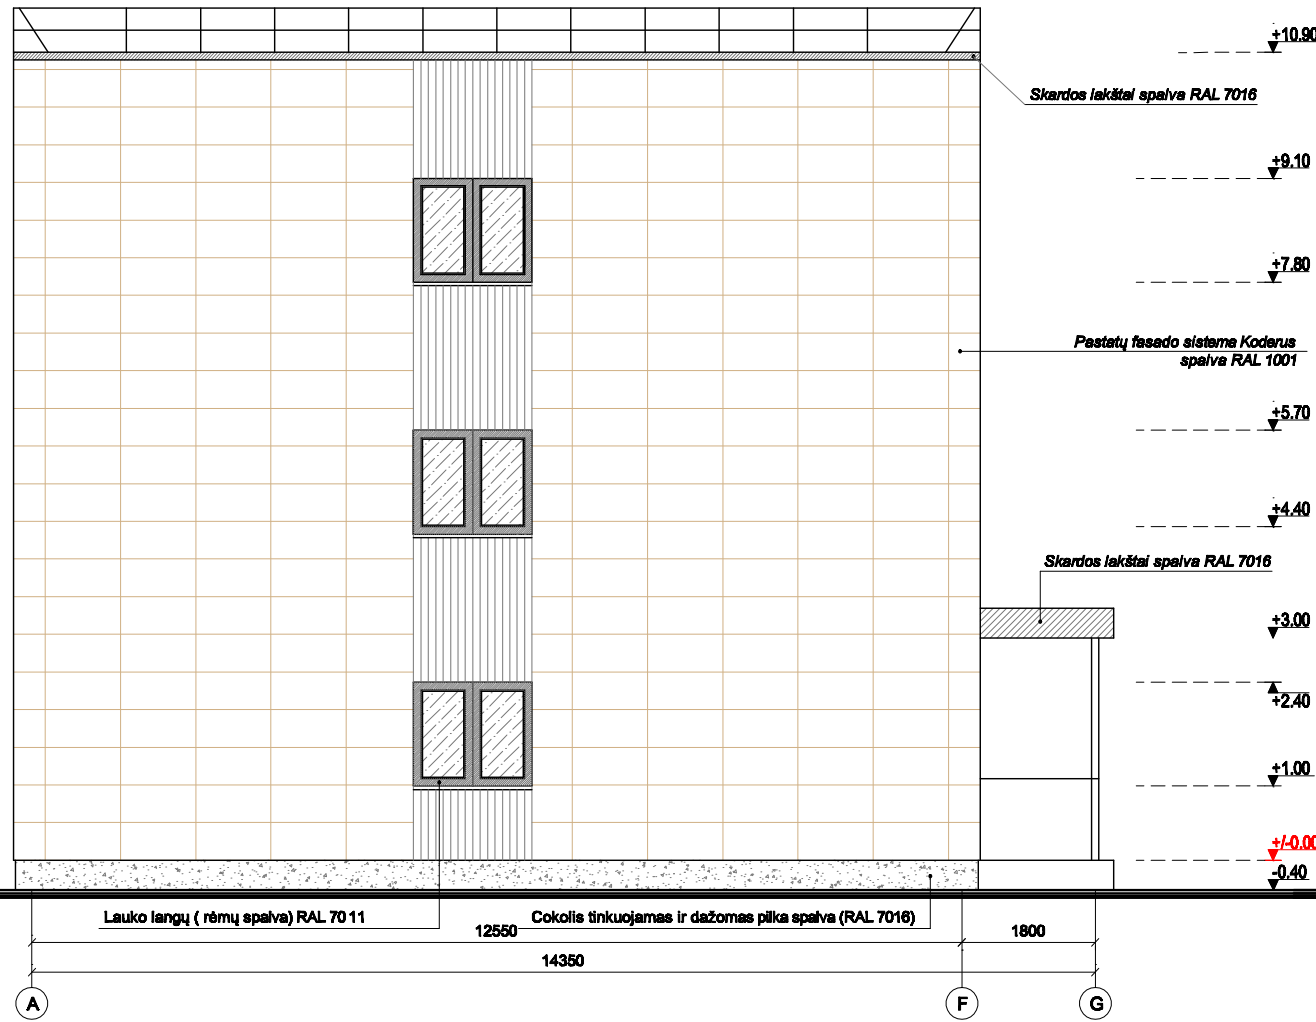 +10.90
Skardos lakštai spalva RAL 7016
+9.10
+7.80
Pastatų fasado sistema Koderus
spalva RAL 1001
+5.70
+4.40
Skardos lakštai spalva RAL 7016
+3.00
+2.40
+1.00
+/-0.00
-0.40
Lauko langų ( rėmų spalva) RAL 70 11
Cokolis tinkuojamas ir dažomas pilka spalva (RAL 7016)
12550
1800
14350
A
F
G